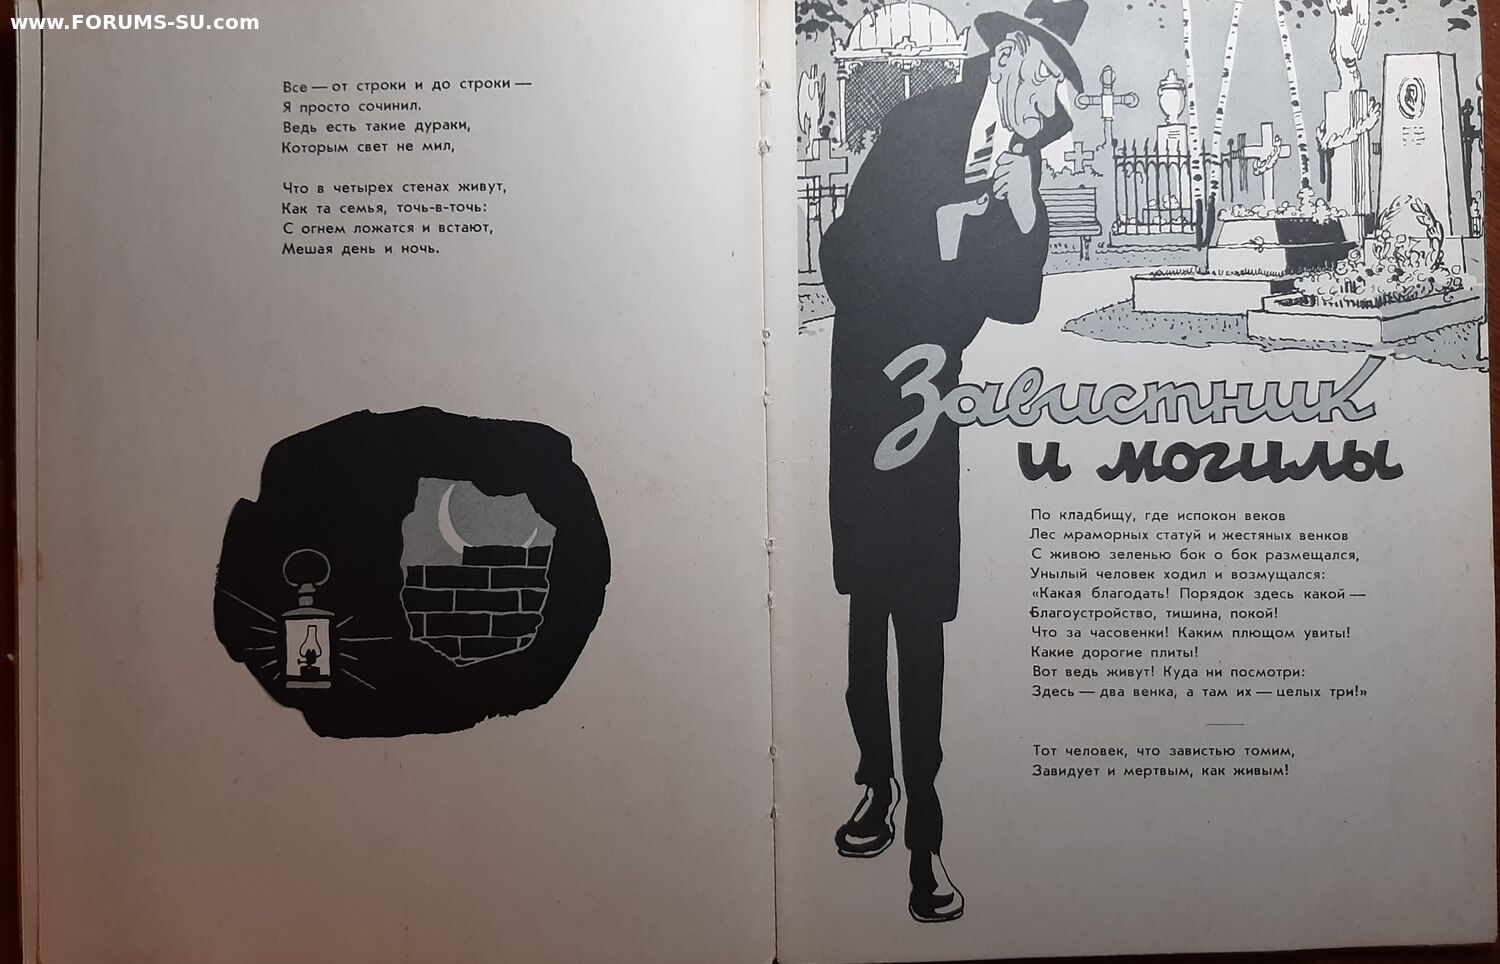 www.FORUMS-SU.com
Все — от строки и до строки —
Я просто сочинил.
Ведь есть такие дураки,
Которым свет не мил,
Что в четырех стенах живут,
Как та семья, точь-в-точь:
С огнем ложатся и встают,
Мешая день и ночь.
Завистник
и могилы
По кладбищу, где испокон веков
Лес мраморных статуй и жестяных венков
С живою зеленью бок о бок размещался,
Унылый человек ходил и возмущался:
«Какая благодать! Порядок здесь какой —
Благоустройство, тишина, покой!
Что за часовенки! Каким плющом увиты!
Какие дорогие плиты!
Вот ведь живут! Куда ни посмотри:
Здесь — два венка, а там их — целых три!»
Тот человек, что завистью томим,
Завидует и мертвым, как живым!